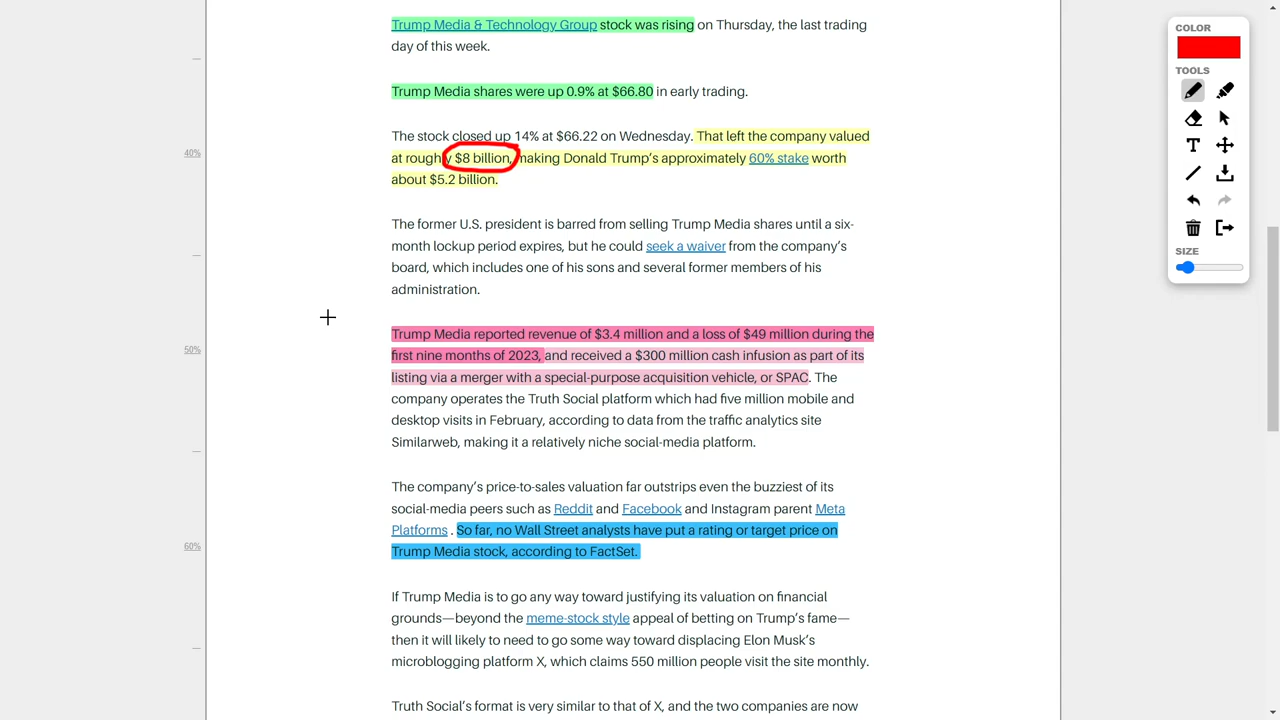 Trump Media & Technology Group stock was rising on Thursday, the last trading
day of this week.
Trump Media shares were up 0.9% at $66.80 in early trading.
The stock closed up 14% at $66.22 on Wednesday. That left the company valued
at roughly $8 billion, making Donald Trump’s approximately 60% stake worth
about $5.2 billion.
The former U.S. president is barred from selling Trump Media shares until a six-
month lockup period expires, but he could seek a waiver from the company’s
board, which includes one of his sons and several former members of his
administration.
Trump Media reported revenue of $3.4 million and a loss of $49 million during the
first nine months of 2023, and received a $300 million cash infusion as part of its
listing via a merger with a special-purpose acquisition vehicle, or SPAC. The
company operates the Truth Social platform which had five million mobile and
desktop visits in February, according to data from the traffic analytics site
Similarweb, making it a relatively niche social-media platform.
The company’s price-to-sales valuation far outstrips even the buzziest of its
social-media peers such as Reddit and Facebook and Instagram parent Meta
Platforms . So far, no Wall Street analysts have put a rating or target price on
Trump Media stock, according to FactSet.
If Trump Media is to go any way toward justifying its valuation on financial
grounds—beyond the meme-stock style appeal of betting on Trump’s fame—
then it will likely to need to go some way toward displacing Elon Musk’s
microblogging platform X, which claims 550 million people visit the site monthly.
Truth Social’s format is very similar to that of X, and the two companies are now
40%
50%
60%
COLOR
TOOLS
T
SIZE